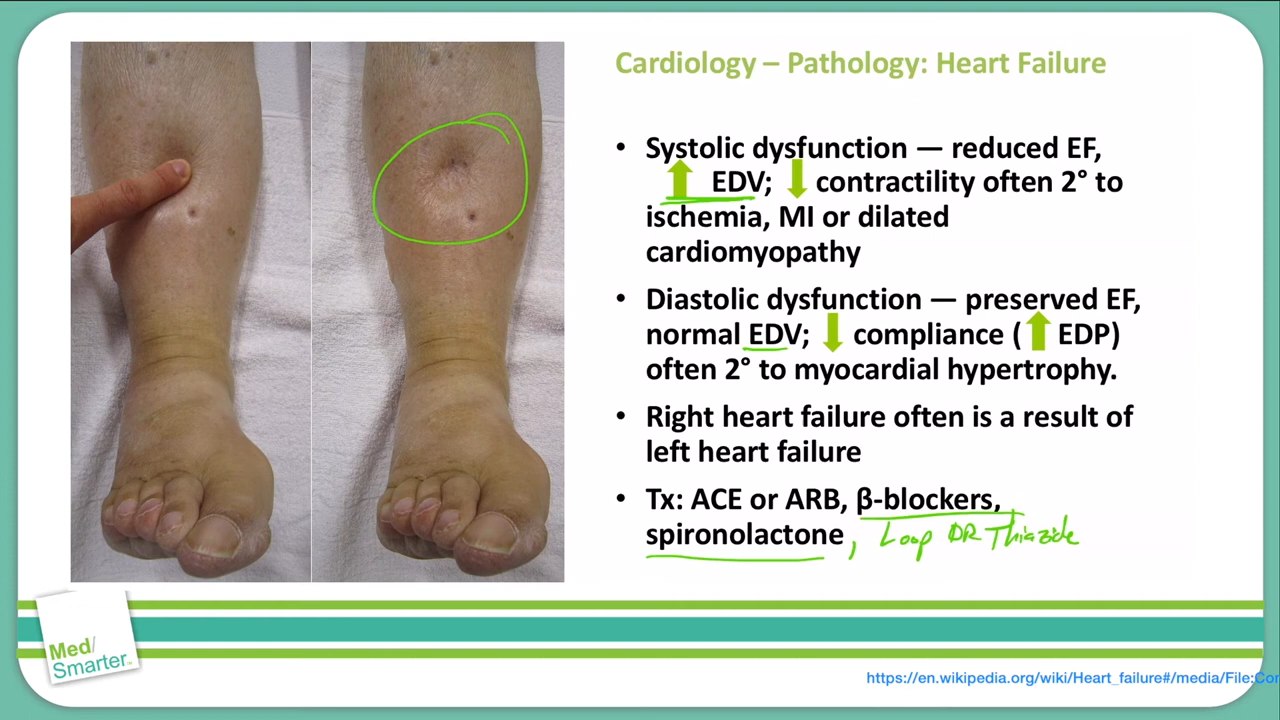 Cardiology – Pathology: Heart Failure
• Systolic dysfunction — reduced EF,
⬆ EDV; ⬇ contractility often 2° to
ischemia, MI or dilated
cardiomyopathy
• Diastolic dysfunction — preserved EF,
normal EDV; ⬇ compliance (⬆ EDP)
often 2° to myocardial hypertrophy.
• Right heart failure often is a result of
left heart failure
• Tx: ACE or ARB, β-blockers,
spironolactone, Loop OR Thiazide
Med/
Smarter™
https://en.wikipedia.org/wiki/Heart_failure#/media/File:Cor